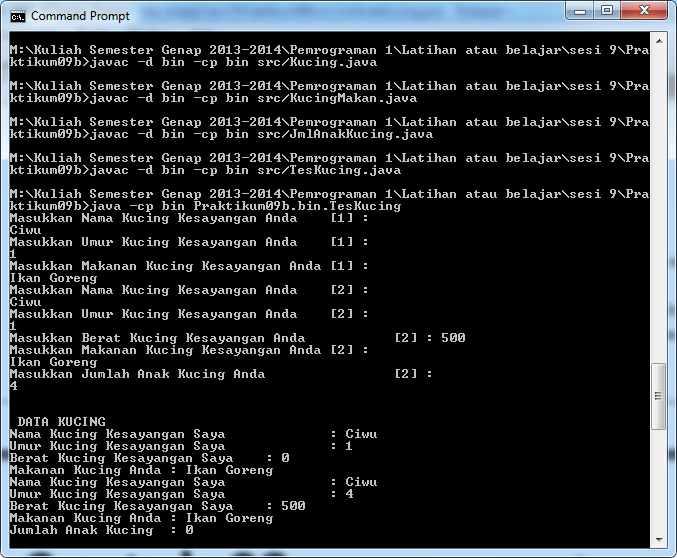 Command Prompt
M:\Kuliah Semester Genap 2013-2014\Pemrograman 1\Latihan atau belajar\sesi 9\Pra
ktikum09b>javac -d bin -cp bin src/Kucing.java
M:\Kuliah Semester Genap 2013-2014\Pemrograman 1\Latihan atau belajar\sesi 9\Pra
ktikum09b>javac -d bin -cp bin src/KucingMakan.java
M:\Kuliah Semester Genap 2013-2014\Pemrograman 1\Latihan atau belajar\sesi 9\Pra
ktikum09b>javac -d bin -cp bin src/JmlAnakKucing.java
M:\Kuliah Semester Genap 2013-2014\Pemrograman 1\Latihan atau belajar\sesi 9\Pra
ktikum09b>javac -d bin -cp bin src/TesKucing.java
M:\Kuliah Semester Genap 2013-2014\Pemrograman 1\Latihan atau belajar\sesi 9\Pra
ktikum09b>java -cp bin Praktikum09b.bin.TesKucing
Masukkan Nama Kucing Kesayangan Anda    [1] :
Ciwu
Masukkan Umur Kucing Kesayangan Anda    [1] :
1
Masukkan Makanan Kucing Kesayangan Anda [1] :
Ikan Goreng
Masukkan Nama Kucing Kesayangan Anda    [2] :
Ciwu
Masukkan Umur Kucing Kesayangan Anda    [2] :
1
Masukkan Berat Kucing Kesayangan Anda           [2] : 500
Masukkan Makanan Kucing Kesayangan Anda [2] :
Ikan Goreng
Masukkan Jumlah Anak Kucing Anda                [2] :
4
DATA KUCING
Nama Kucing Kesayangan Saya             : Ciwu
Umur Kucing Kesayangan Saya             : 1
Berat Kucing Kesayangan Saya    : 0
Makanan Kucing Anda : Ikan Goreng
Nama Kucing Kesayangan Saya             : Ciwu
Umur Kucing Kesayangan Saya             : 4
Berat Kucing Kesayangan Saya    : 500
Makanan Kucing Anda : Ikan Goreng
Jumlah Anak Kucing  : 0